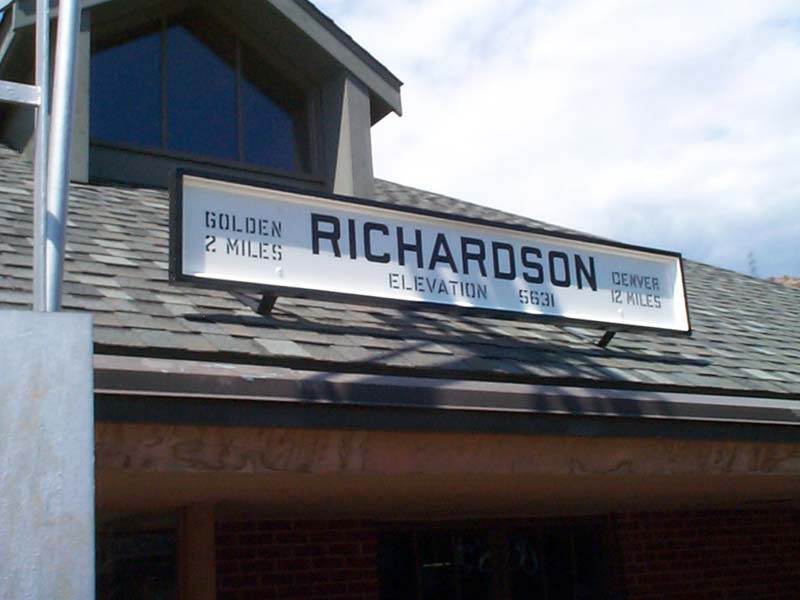 GOLDEN
2 MILES
RICHARDSON
ELEVATION 5631
DENVER
12 MILES